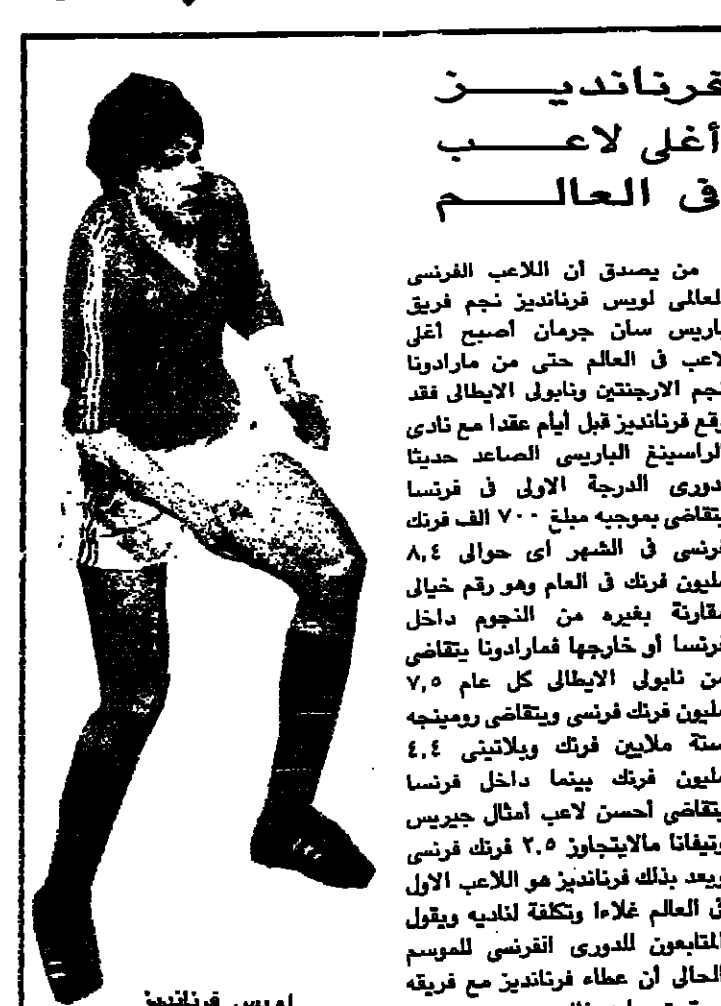 فرنانديـــــز
أغلى لاعـــــب
في العالـــــم
من يصدق أن اللاعب الفرنسى
العالمى لويس فرنانديز نجم فريق
باريس سان جرمان أصبح أغلى
لاعب فى العالم حتى من مارادونا
نجم الارجنتين ونابولى الايطالى فقد
وقع فرنانديز قبل أيام عقدا مع نادى
الراسينغ الباريسى الصاعد حديثا
لدورى الدرجة الاولى فى فرنسا
يتقاضى بموجبه مبلغ ٧٠٠ الف فرنك
فرنسى فى الشهر اى حوالى ٨,٤
مليون فرنك فى العام وهو رقم خيالى
مقارنة بغيره من النجوم داخل
فرنسا أو خارجها فمارادونا يتقاضى
من نابولى الايطالى كل عام ٧,٥
مليون فرنك فرنسى ويتقاضى رومينجه
ستة ملايين فرنك وبلاتينى ٤,٤
مليون فرنك بينما داخل فرنسا
يتقاضى أحسن لاعب أمثال جيريس
وتيغانا مالايتجاوز ٢,٥ فرنك فرنسى
ويعد بذلك فرنانديز هو اللاعب الاول
فى العالم غلاءا وتكلفة لناديه ويقول
المتابعون للدورى الفرنسى للموسم
الحالى أن عطاء فرنانديز مع فريقه
لويس فرنانديز